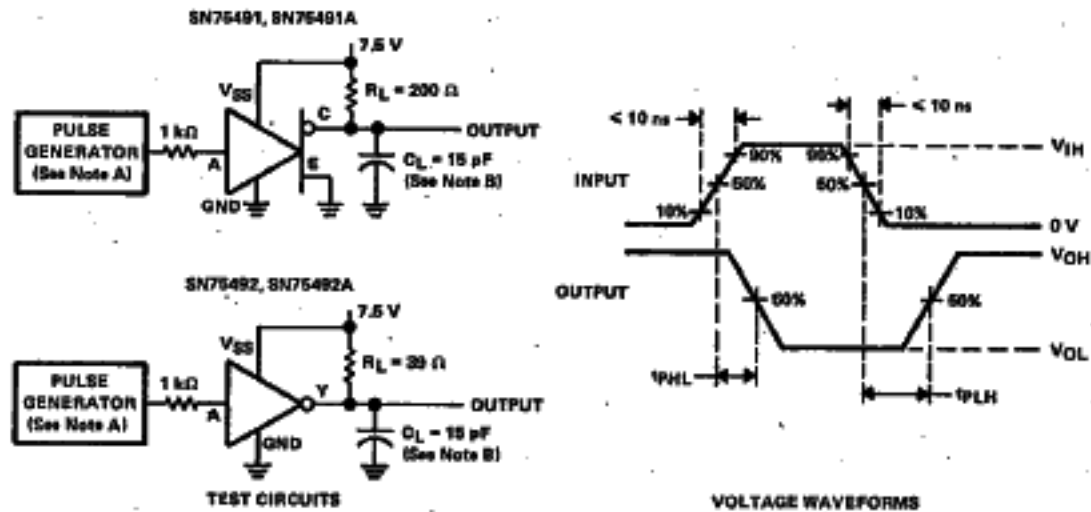 SN75491, SN75491A
7.5 V
VSS
RL = 200 Ω
C
PULSE
GENERATOR
(See Note A)
1 kΩ
A
E
OUTPUT
CL = 15 pF
(See Note B)
GND
SN75492, SN75492A
7.5 V
VSS
RL = 39 Ω
PULSE
GENERATOR
(See Note A)
1 kΩ
A
Y
OUTPUT
CL = 15 pF
(See Note B)
GND
TEST CIRCUITS
< 10 ns
< 10 ns
VIH
90%
90%
INPUT
50%
50%
10%
10%
0 V
VOH
OUTPUT
50%
50%
VOL
tPHL
tPLH
VOLTAGE WAVEFORMS